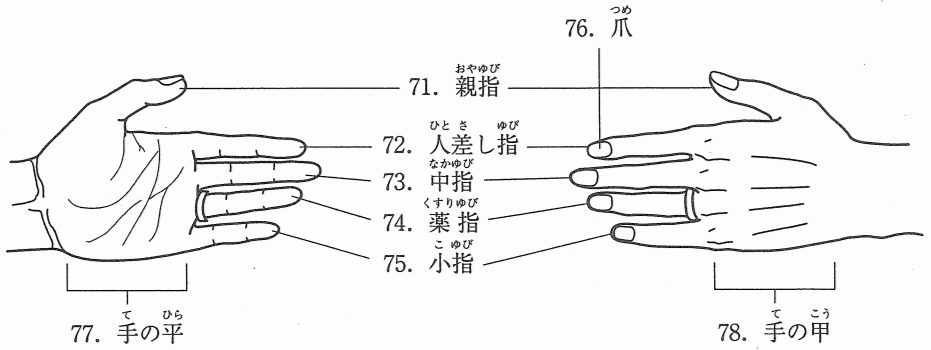 76. 爪
つめ
71. 親指
おやゆび
72. 人差し指
ひと さ ゆび
73. 中指
なかゆび
74. 薬指
くすりゆび
75. 小指
こ ゆび
77. 手の平
て ひら
78. 手の甲
て こう